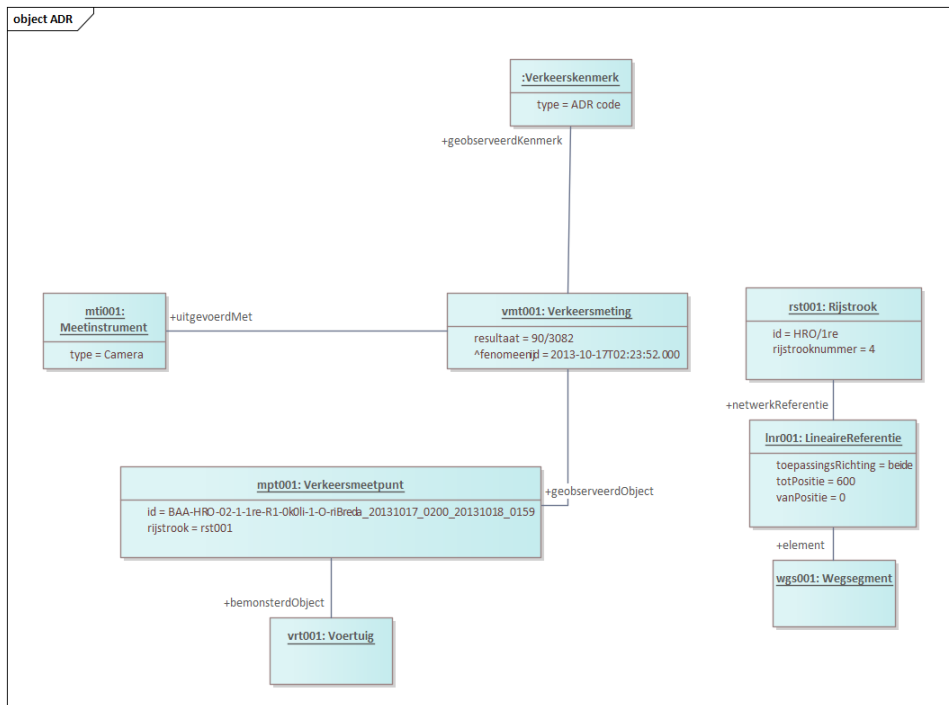 object ADR
:Verkeerskenmerk
type = ADR code
+geobserveerdKenmerk
mti001:
Meetinstrument
type = Camera
+uitgevoerdMet
vmt001: Verkeersmeting
resultaat = 90/3082
^fenomeenijd = 2013-10-17T02:23:52.000
rst001: Rijstrook
id = HRO/1re
rijstrooknummer = 4
+netwerkReferentie
lnr001: LineaireReferentie
toepassingsRichting = beide
totPositie = 600
vanPositie = 0
+element
wgs001: Wegsegment
mpt001: Verkeersmeetpunt
id = BAA-HRO-02-1-1re-R1-0k0li-1-O-riBreda_20131017_0200_20131018_0159
rijstrook = rst001
+geobserveerdObject
+bemonsterdObject
vrt001: Voertuig